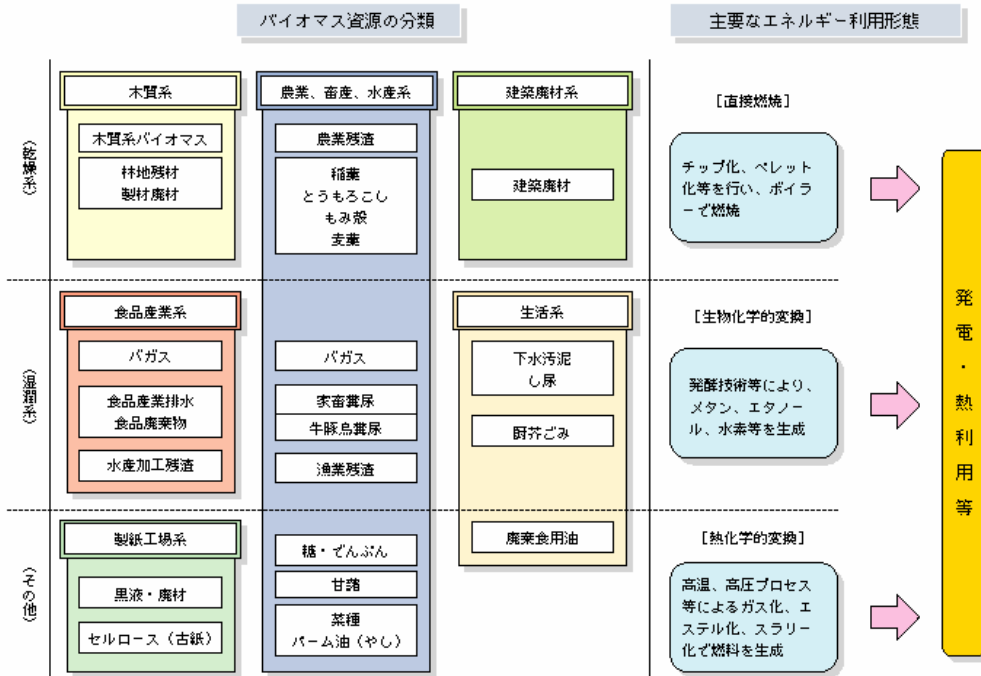 バイオマス資源の分類
主要なエネルギー利用形態
(乾燥系)
木質系
木質系バイオマス
林地残材
製材廃材
農業、畜産、水産系
農業残渣
稲藁
とうもろこし
もみ殻
麦藁
建築廃材系
建築廃材
[直接燃焼]
チップ化、ペレット
化等を行い、ボイラ
ーで燃焼
(湿潤系)
食品産業系
バガス
食品産業排水
食品廃棄物
水産加工残渣
バガス
家畜糞尿
牛豚鳥糞尿
漁業残渣
生活系
下水汚泥
し尿
厨芥ごみ
[生物化学的変換]
発酵技術等により、
メタン、エタノー
ル、水素等を生成
(その他)
製紙工場系
黒液・廃材
セルロース(古紙)
糖・でんぷん
甘藷
菜種
パーム油(やし)
廃棄食用油
[熱化学的変換]
高温、高圧プロセス
等によるガス化、エ
ステル化、スラリー
化で燃料を生成
発電・熱利用等